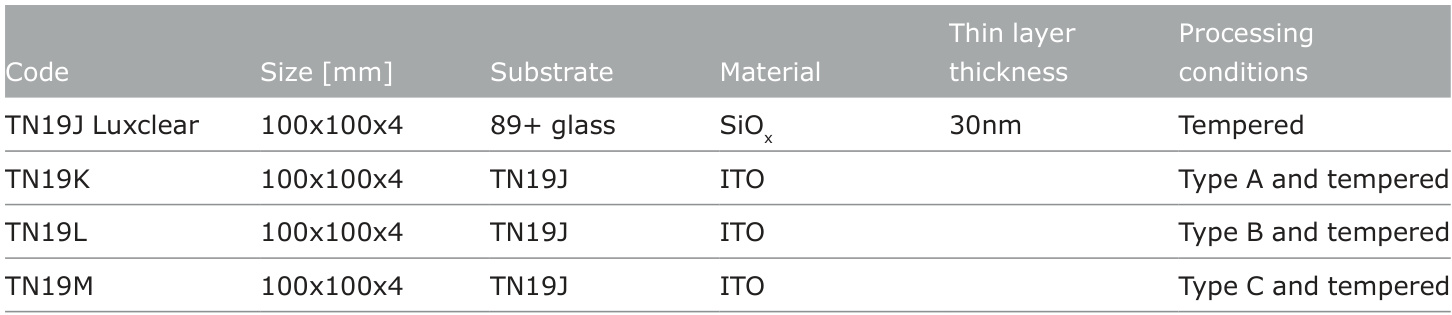 Code Size [mm] Substrate Material Thin layer thickness Processing conditions
TN19J Luxclear 100x100x4 89+ glass SiOx 30nm Tempered
TN19K 100x100x4 TN19J ITO Type A and tempered
TN19L 100x100x4 TN19J ITO Type B and tempered
TN19M 100x100x4 TN19J ITO Type C and tempered